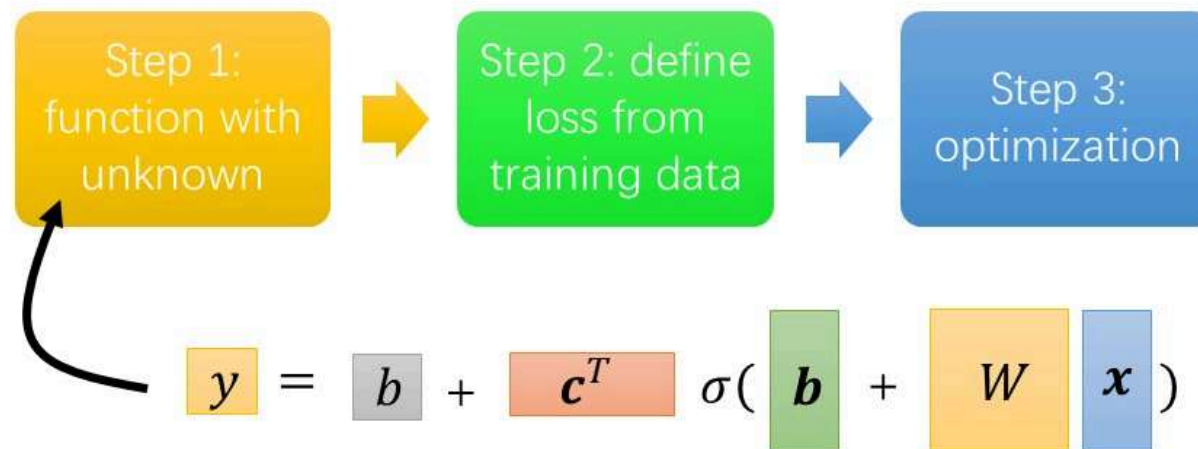 Step 1:
function with
unknown
Step 2: define
loss from
training data
Step 3:
optimization
y = b + c^T σ( b + W x )